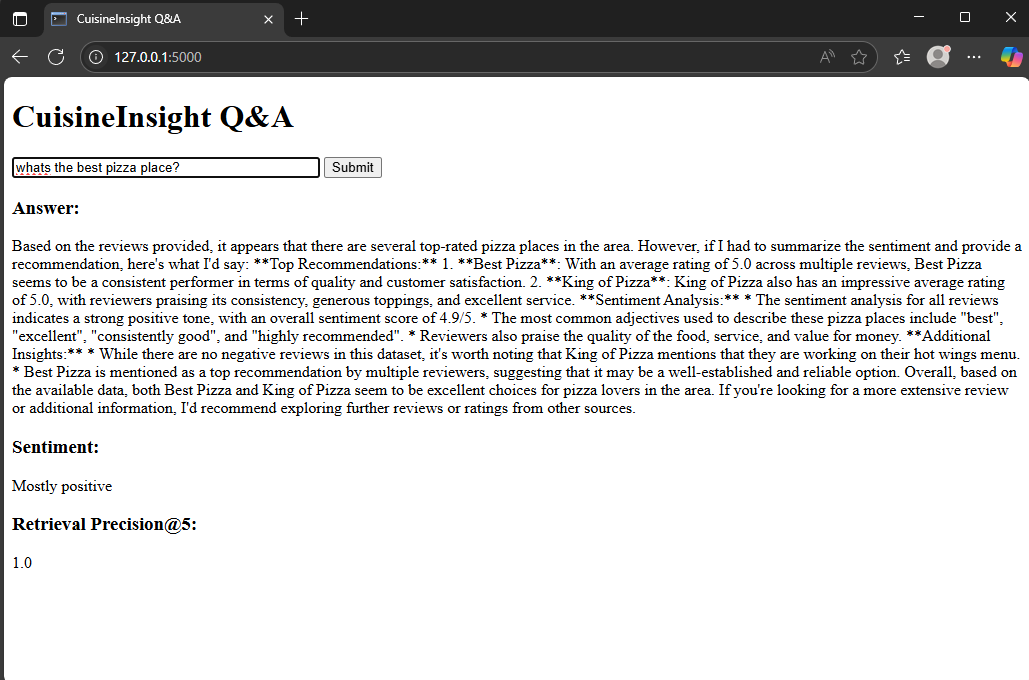 CuisineInsight Q&A
127.0.0.1:5000
CuisineInsight Q&A
whats the best pizza place?
Submit
Answer:
Based on the reviews provided, it appears that there are several top-rated pizza places in the area. However, if I had to summarize the sentiment and provide a
recommendation, here's what I'd say: **Top Recommendations:** 1. **Best Pizza**: With an average rating of 5.0 across multiple reviews, Best Pizza
seems to be a consistent performer in terms of quality and customer satisfaction. 2. **King of Pizza**: King of Pizza also has an impressive average rating
of 5.0, with reviewers praising its consistency, generous toppings, and excellent service. **Sentiment Analysis:** * The sentiment analysis for all reviews
indicates a strong positive tone, with an overall sentiment score of 4.9/5. * The most common adjectives used to describe these pizza places include "best",
"excellent", "consistently good", and "highly recommended". * Reviewers also praise the quality of the food, service, and value for money. **Additional
Insights:** * While there are no negative reviews in this dataset, it's worth noting that King of Pizza mentions that they are working on their hot wings menu.
* Best Pizza is mentioned as a top recommendation by multiple reviewers, suggesting that it may be a well-established and reliable option. Overall, based on
the available data, both Best Pizza and King of Pizza seem to be excellent choices for pizza lovers in the area. If you're looking for a more extensive review
or additional information, I'd recommend exploring further reviews or ratings from other sources.
Sentiment:
Mostly positive
Retrieval Precision@5:
1.0